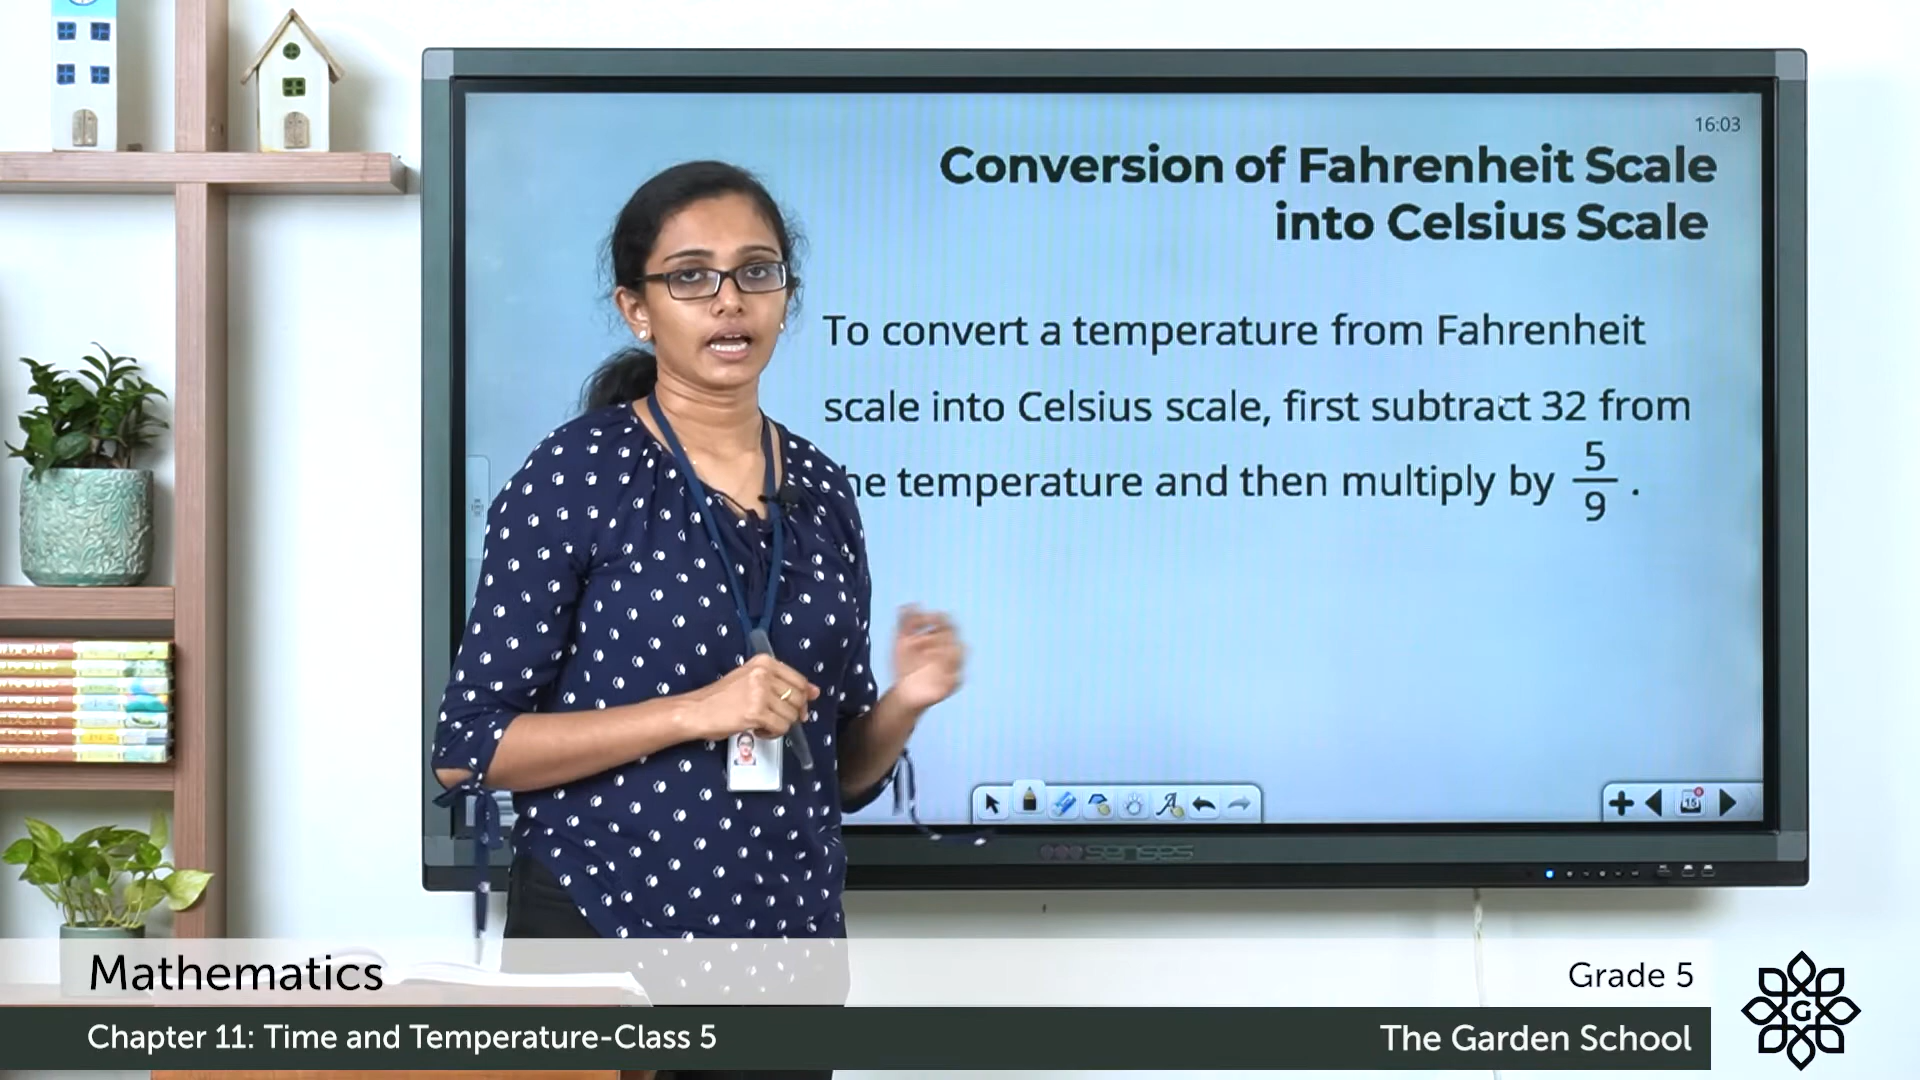 16:03
Conversion of Fahrenheit Scale
into Celsius Scale
To convert a temperature from Fahrenheit
scale into Celsius scale, first subtract 32 from
he temperature and then multiply by 5/9 .
15
senses
Mathematics
Grade 5
Chapter 11: Time and Temperature-Class 5
The Garden School
G